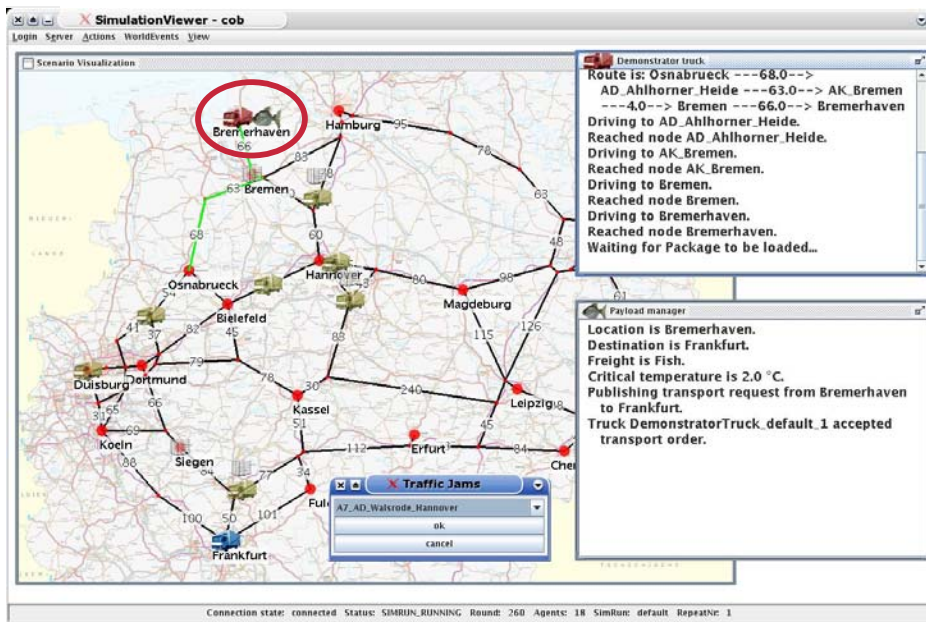 SimulationViewer - cob
Login Server Actions WorldEvents View
Scenario Visualization
Bremerhaven
Hamburg
95
66
83
78
8
63
Bremen
63
68
60
48
Hannover
Osnabrueck
80
98
54
Magdeburg
61
Bielefeld
41
37
82
45
83
115
126
79
Duisburg
Dortmund
78
30
240
Leipzig
8
31
65
66
Kassel
69
51
45
Koeln
Siegen
112
Erfurt
84
88
77
34
100
50
101
Frankfurt
Demonstrator truck
Route is: Osnabrueck ---68.0-->
AD_Ahlhorner_Heide ---63.0--> AK_Bremen
---4.0--> Bremen ---66.0--> Bremerhaven
Driving to AD_Ahlhorner_Heide.
Reached node AD_Ahlhorner_Heide.
Driving to AK_Bremen.
Reached node AK_Bremen.
Driving to Bremen.
Reached node Bremen.
Driving to Bremerhaven.
Reached node Bremerhaven.
Waiting for Package to be loaded...
Payload manager
Location is Bremerhaven.
Destination is Frankfurt.
Freight is Fish.
Critical temperature is 2.0 °C.
Publishing transport request from Bremerhaven
to Frankfurt.
Truck DemonstratorTruck_default_1 accepted
transport order.
Traffic Jams
A7_AD_Walsrode_Hannover
ok
cancel
Connection state: connected Status: SIMRUN_RUNNING Round: 260 Agents: 18 SimRun: default RepeatNr: 1